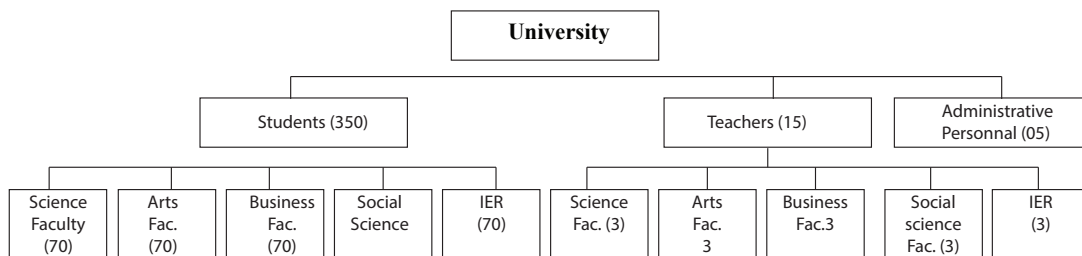 University
Students (350)
Teachers (15)
Administrative
Personnal (05)
Science
Faculty
(70)
Arts
Fac.
(70)
Business
Fac.
(70)
Social
Science
IER
(70)
Science
Fac. (3)
Arts
Fac.
3
Business
Fac.3
Social
science
Fac. (3)
IER
(3)